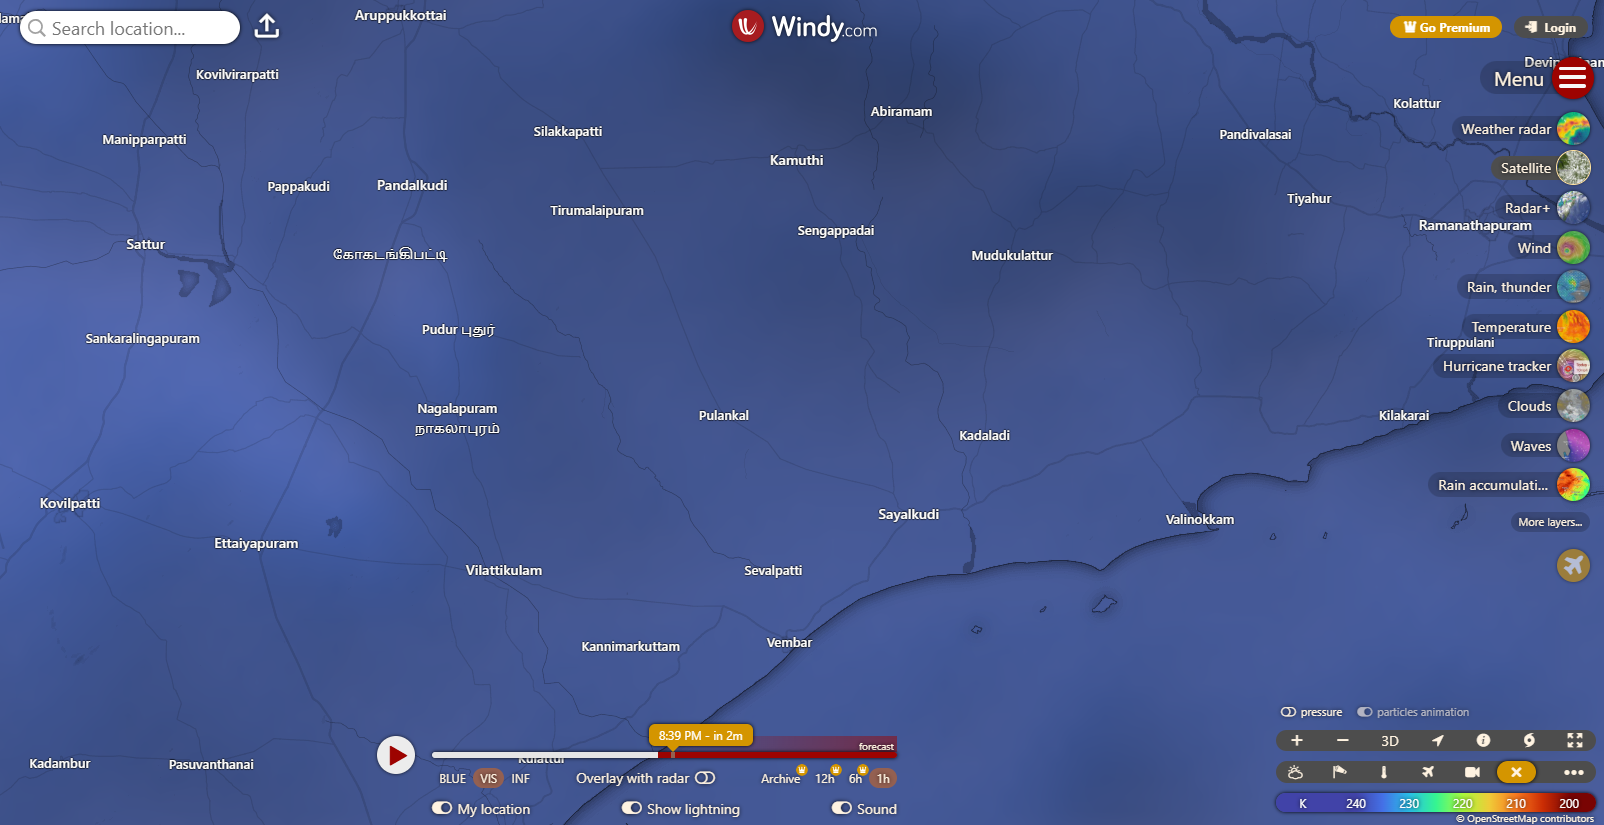 Search location...
Windy.com
Go Premium
Login
Aruppukkottai
Kovilvirarpatti
Menu
Kolattur
Abiramam
Weather radar
Silakkapatti
Pandivalasai
Manipparpatti
Kamuthi
Satellite
Pappakudi
Pandalkudi
Tiyahur
Radar+
Tirumalaipuram
Ramanathapuram
Sengappadai
Sattur
Wind
கோகடங்கிபட்டி
Mudukulattur
Rain, thunder
Temperature
Pudur புதுர்
Sankaralingapuram
Tiruppulani
Hurricane tracker
Clouds
Nagalapuram
நாகலாபுரம்
Pulankal
Kilakarai
Kadaladi
Waves
Rain accumulati...
Kovilpatti
Sayalkudi
Valinokkam
More layers...
Ettaiyapuram
Vilattikulam
Sevalpatti
Vembar
Kannimarkuttam
pressure
particles animation
8:39 PM - in 2m
forecast
3D
Kadambur
Pasuvanthanai
Kulattur
BLUE VIS INF
Overlay with radar
Archive 12h 6h 1h
My location
Show lightning
Sound
K 240 230 220 210 200
© OpenStreetMap contributors